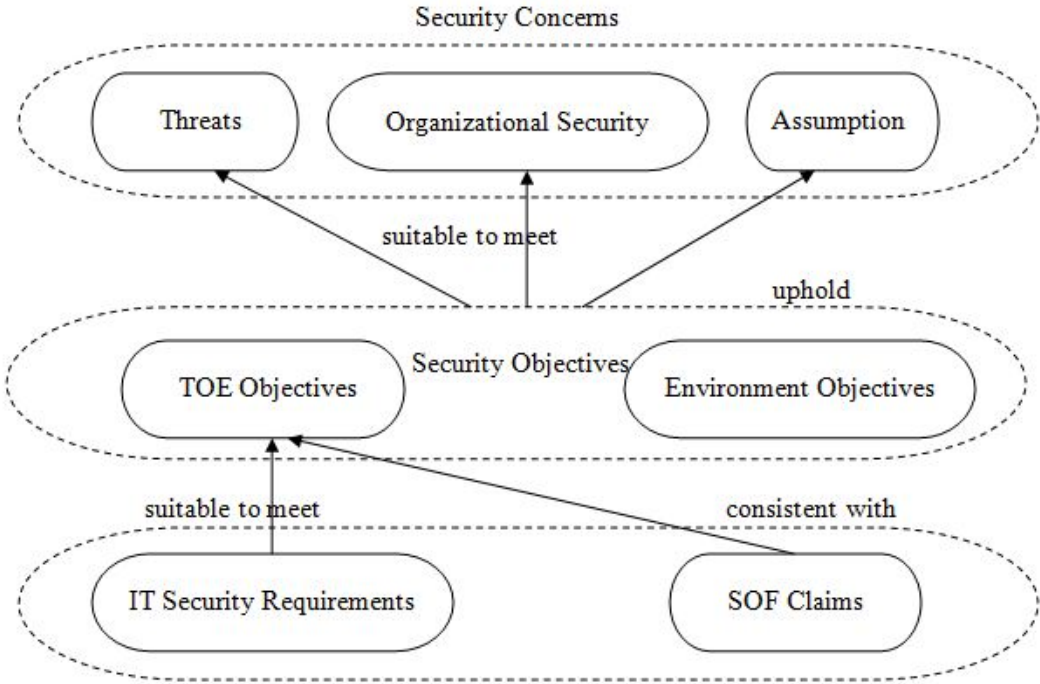 Security Concerns
Threats
Organizational Security
Assumption
suitable to meet
uphold
Security Objectives
TOE Objectives
Environment Objectives
suitable to meet
consistent with
IT Security Requirements
SOF Claims